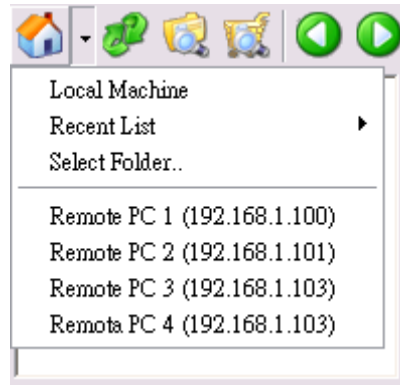 Local Machine
Recent List
Select Folder..
Remote PC 1 (192.168.1.100)
Remote PC 2 (192.168.1.101)
Remote PC 3 (192.168.1.103)
Remota PC 4 (192.168.1.103)